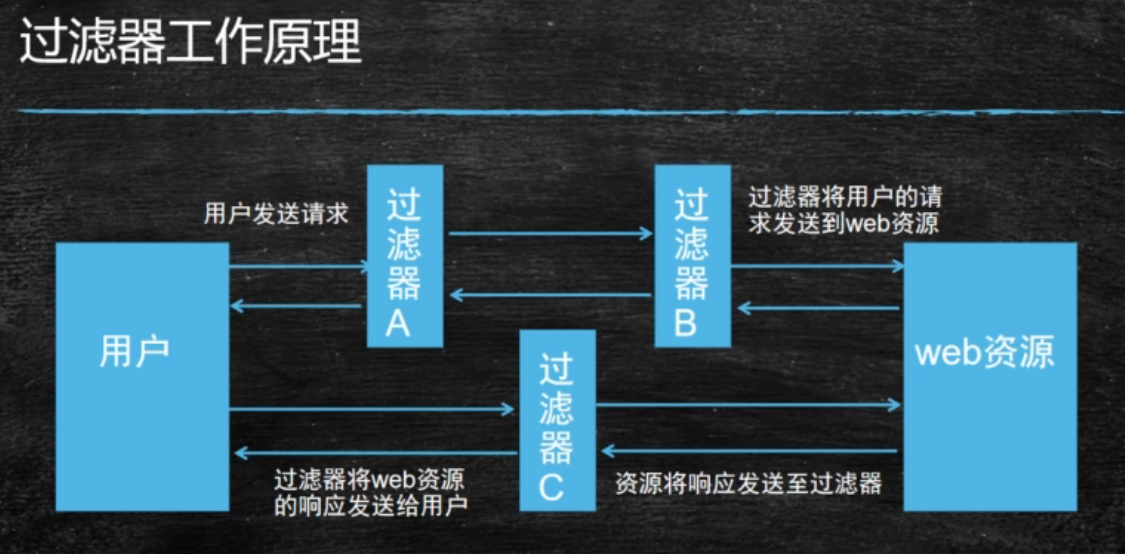 过滤器工作原理
用户发送请求
过滤器A
过滤器B
过滤器将用户的请
求发送到web资源
用户
web资源
过滤器C
过滤器将web资源
的响应发送给用户
资源将响应发送至过滤器